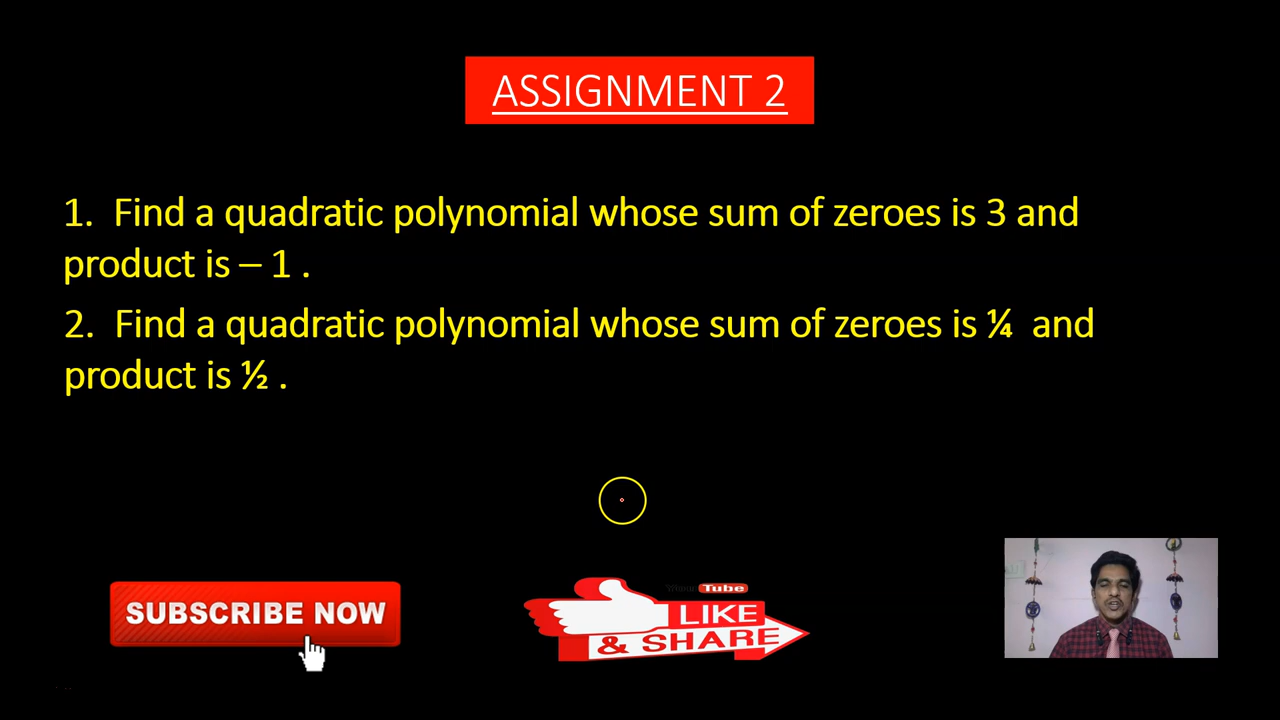 ASSIGNMENT 2
1. Find a quadratic polynomial whose sum of zeroes is 3 and
product is – 1 .
2. Find a quadratic polynomial whose sum of zeroes is ¼ and
product is ½ .
SUBSCRIBE NOW
Tube
LIKE
& SHARE